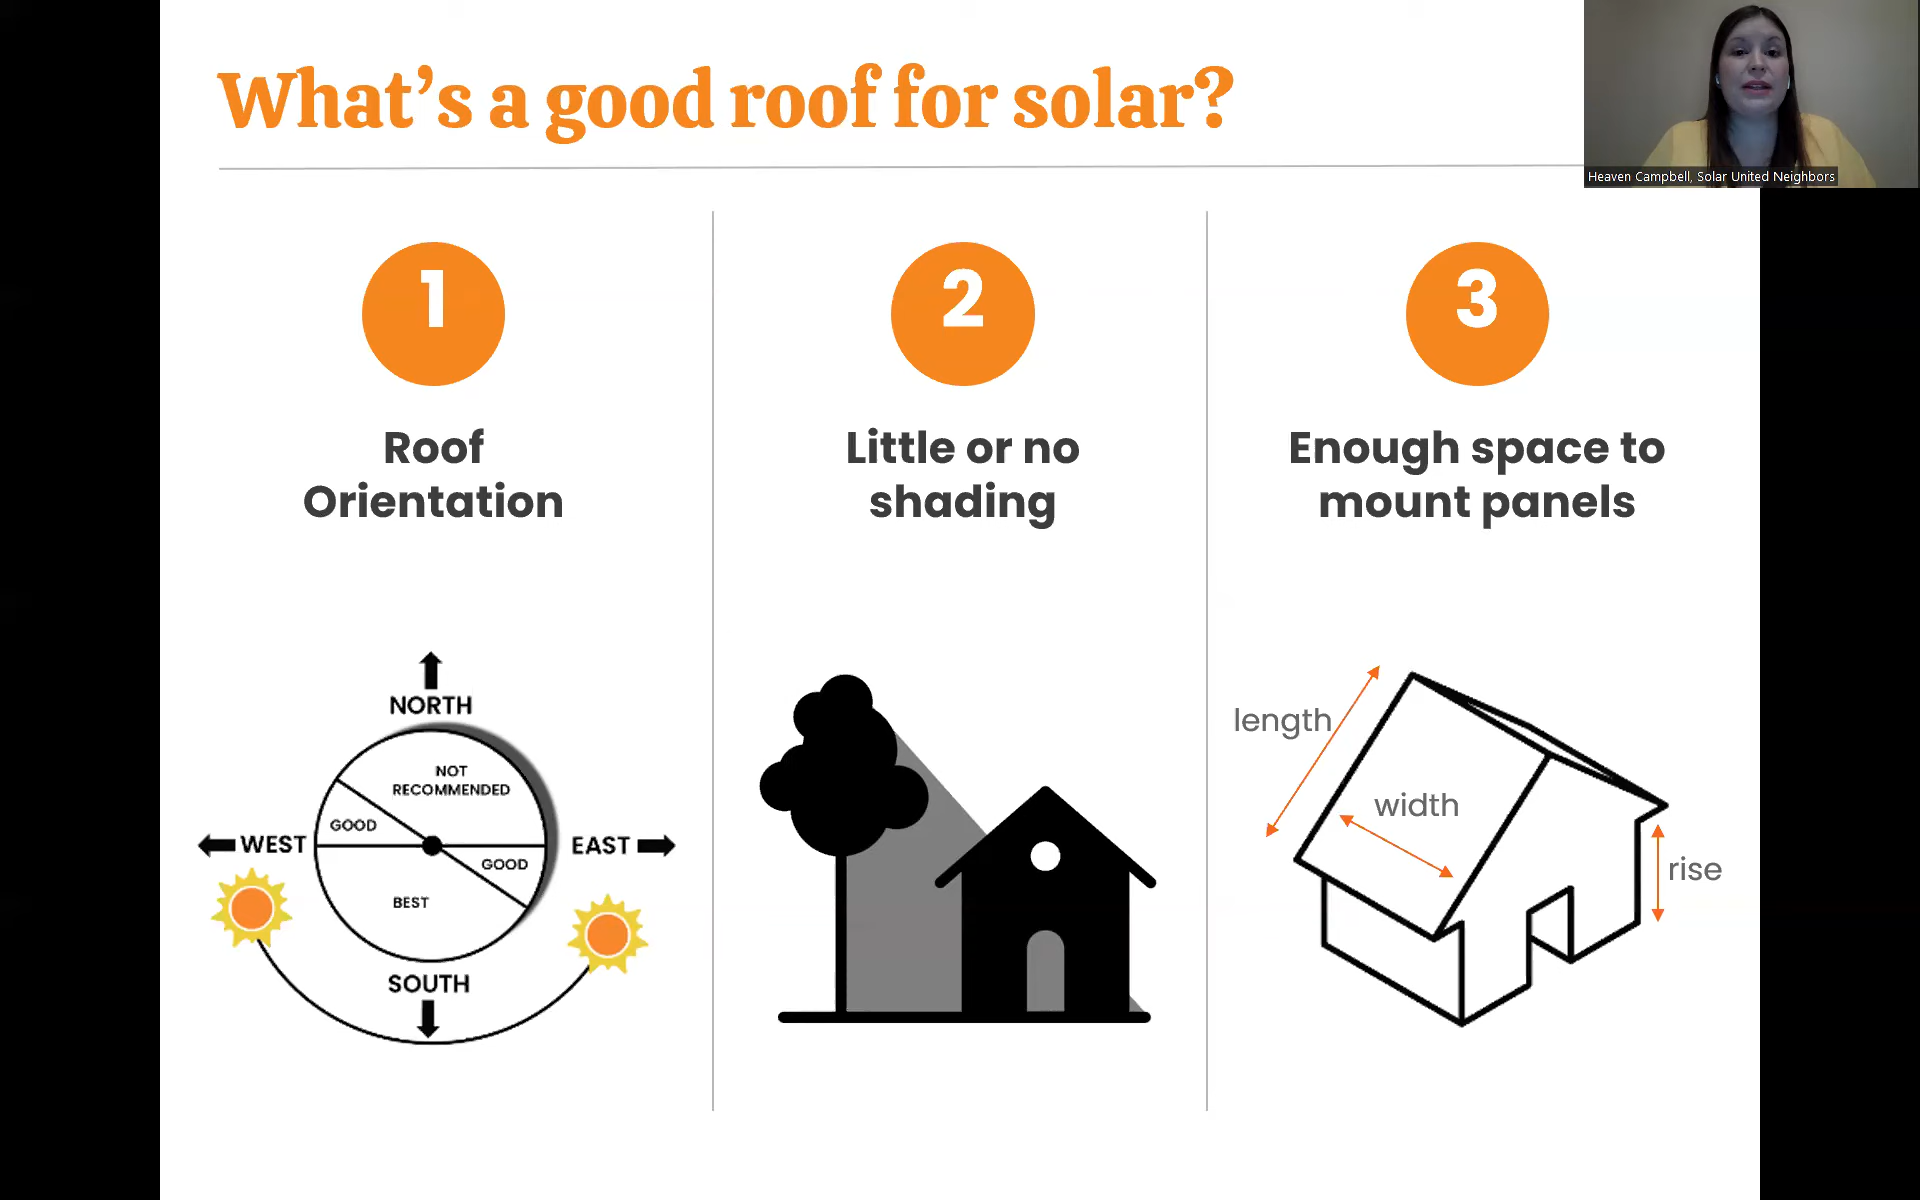 What's a good roof for solar?
Heaven Campbell, Solar United Neighbors
1
Roof
Orientation
NORTH
NOT
RECOMMENDED
GOOD
WEST
EAST
GOOD
BEST
SOUTH
2
Little or no
shading
3
Enough space to
mount panels
length
width
rise